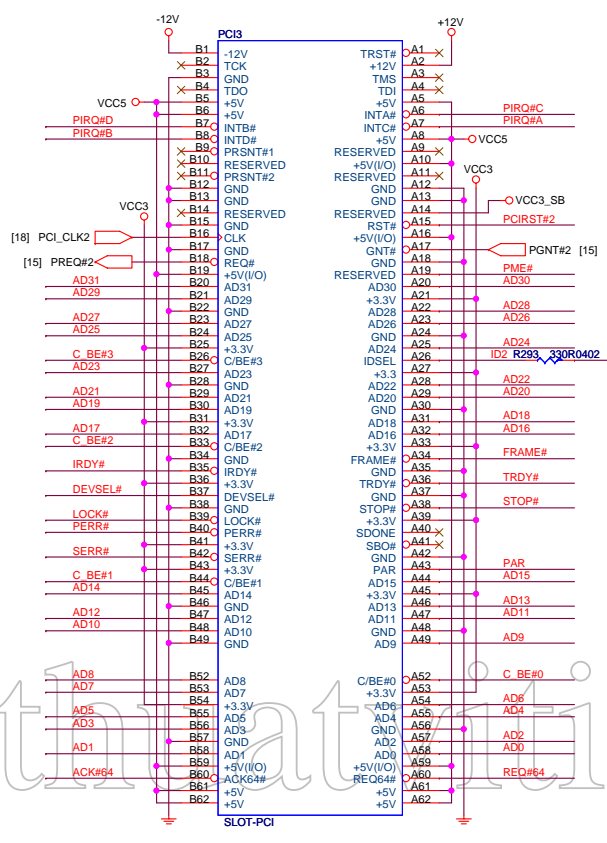 -12V +12V
PCI3
B1 -12V TRST# A1
B2 TCK +12V A2
B3 GND TMS A3
B4 TDO TDI A4
VCC5 B5 +5V +5V A5
B6 +5V INTA# A6 PIRQ#C
PIRQ#D B7 INTB# INTC# A7 PIRQ#A
PIRQ#B B8 INTD# +5V A8 VCC5
B9 PRSNT#1 RESERVED A9
B10 RESERVED +5V(I/O) A10
B11 PRSNT#2 RESERVED A11 VCC3
B12 GND GND A12
B13 GND GND A13 VCC3_SB
VCC3 B14 RESERVED RESERVED A14
B15 GND RST# A15 PCIRST#2
[18] PCI_CLK2 B16 CLK +5V(I/O) A16
B17 GND GNT# A17 PGNT#2 [15]
[15] PREQ#2 B18 REQ# GND A18
B19 +5V(I/O) RESERVED A19 PME#
AD31 B20 AD31 AD30 A20 AD30
AD29 B21 AD29 +3.3V A21
B22 GND AD28 A22 AD28
AD27 B23 AD27 AD26 A23 AD26
AD25 B24 AD25 GND A24
B25 +3.3V AD24 A25 AD24
C_BE#3 B26 C/BE#3 IDSEL A26 ID2 R293 330R0402
AD23 B27 AD23 +3.3 A27
B28 GND AD22 A28 AD22
AD21 B29 AD21 AD20 A29 AD20
AD19 B30 AD19 GND A30
B31 +3.3V AD18 A31 AD18
AD17 B32 AD17 AD16 A32 AD16
C_BE#2 B33 C/BE#2 +3.3V A33
B34 GND FRAME# A34 FRAME#
IRDY# B35 IRDY# GND A35
B36 +3.3V TRDY# A36 TRDY#
DEVSEL# B37 DEVSEL# GND A37
B38 GND STOP# A38 STOP#
LOCK# B39 LOCK# +3.3V A39
PERR# B40 PERR# SDONE A40
B41 +3.3V SBO# A41
SERR# B42 SERR# GND A42
B43 +3.3V PAR A43 PAR
C_BE#1 B44 C/BE#1 AD15 A44 AD15
AD14 B45 AD14 +3.3V A45
B46 GND AD13 A46 AD13
AD12 B47 AD12 AD11 A47 AD11
AD10 B48 AD10 GND A48
B49 GND AD9 A49 AD9
AD8 B52 AD8 C/BE#0 A52 C_BE#0
AD7 B53 AD7 +3.3V A53
B54 +3.3V AD6 A54 AD6
AD5 B55 AD5 AD4 A55 AD4
AD3 B56 AD3 GND A56
B57 GND AD2 A57 AD2
AD1 B58 AD1 AD0 A58 AD0
B59 +5V(I/O) +5V(I/O) A59
ACK#64 B60 ACK64# REQ64# A60 REQ#64
B61 +5V +5V A61
B62 +5V +5V A62
SLOT-PCI